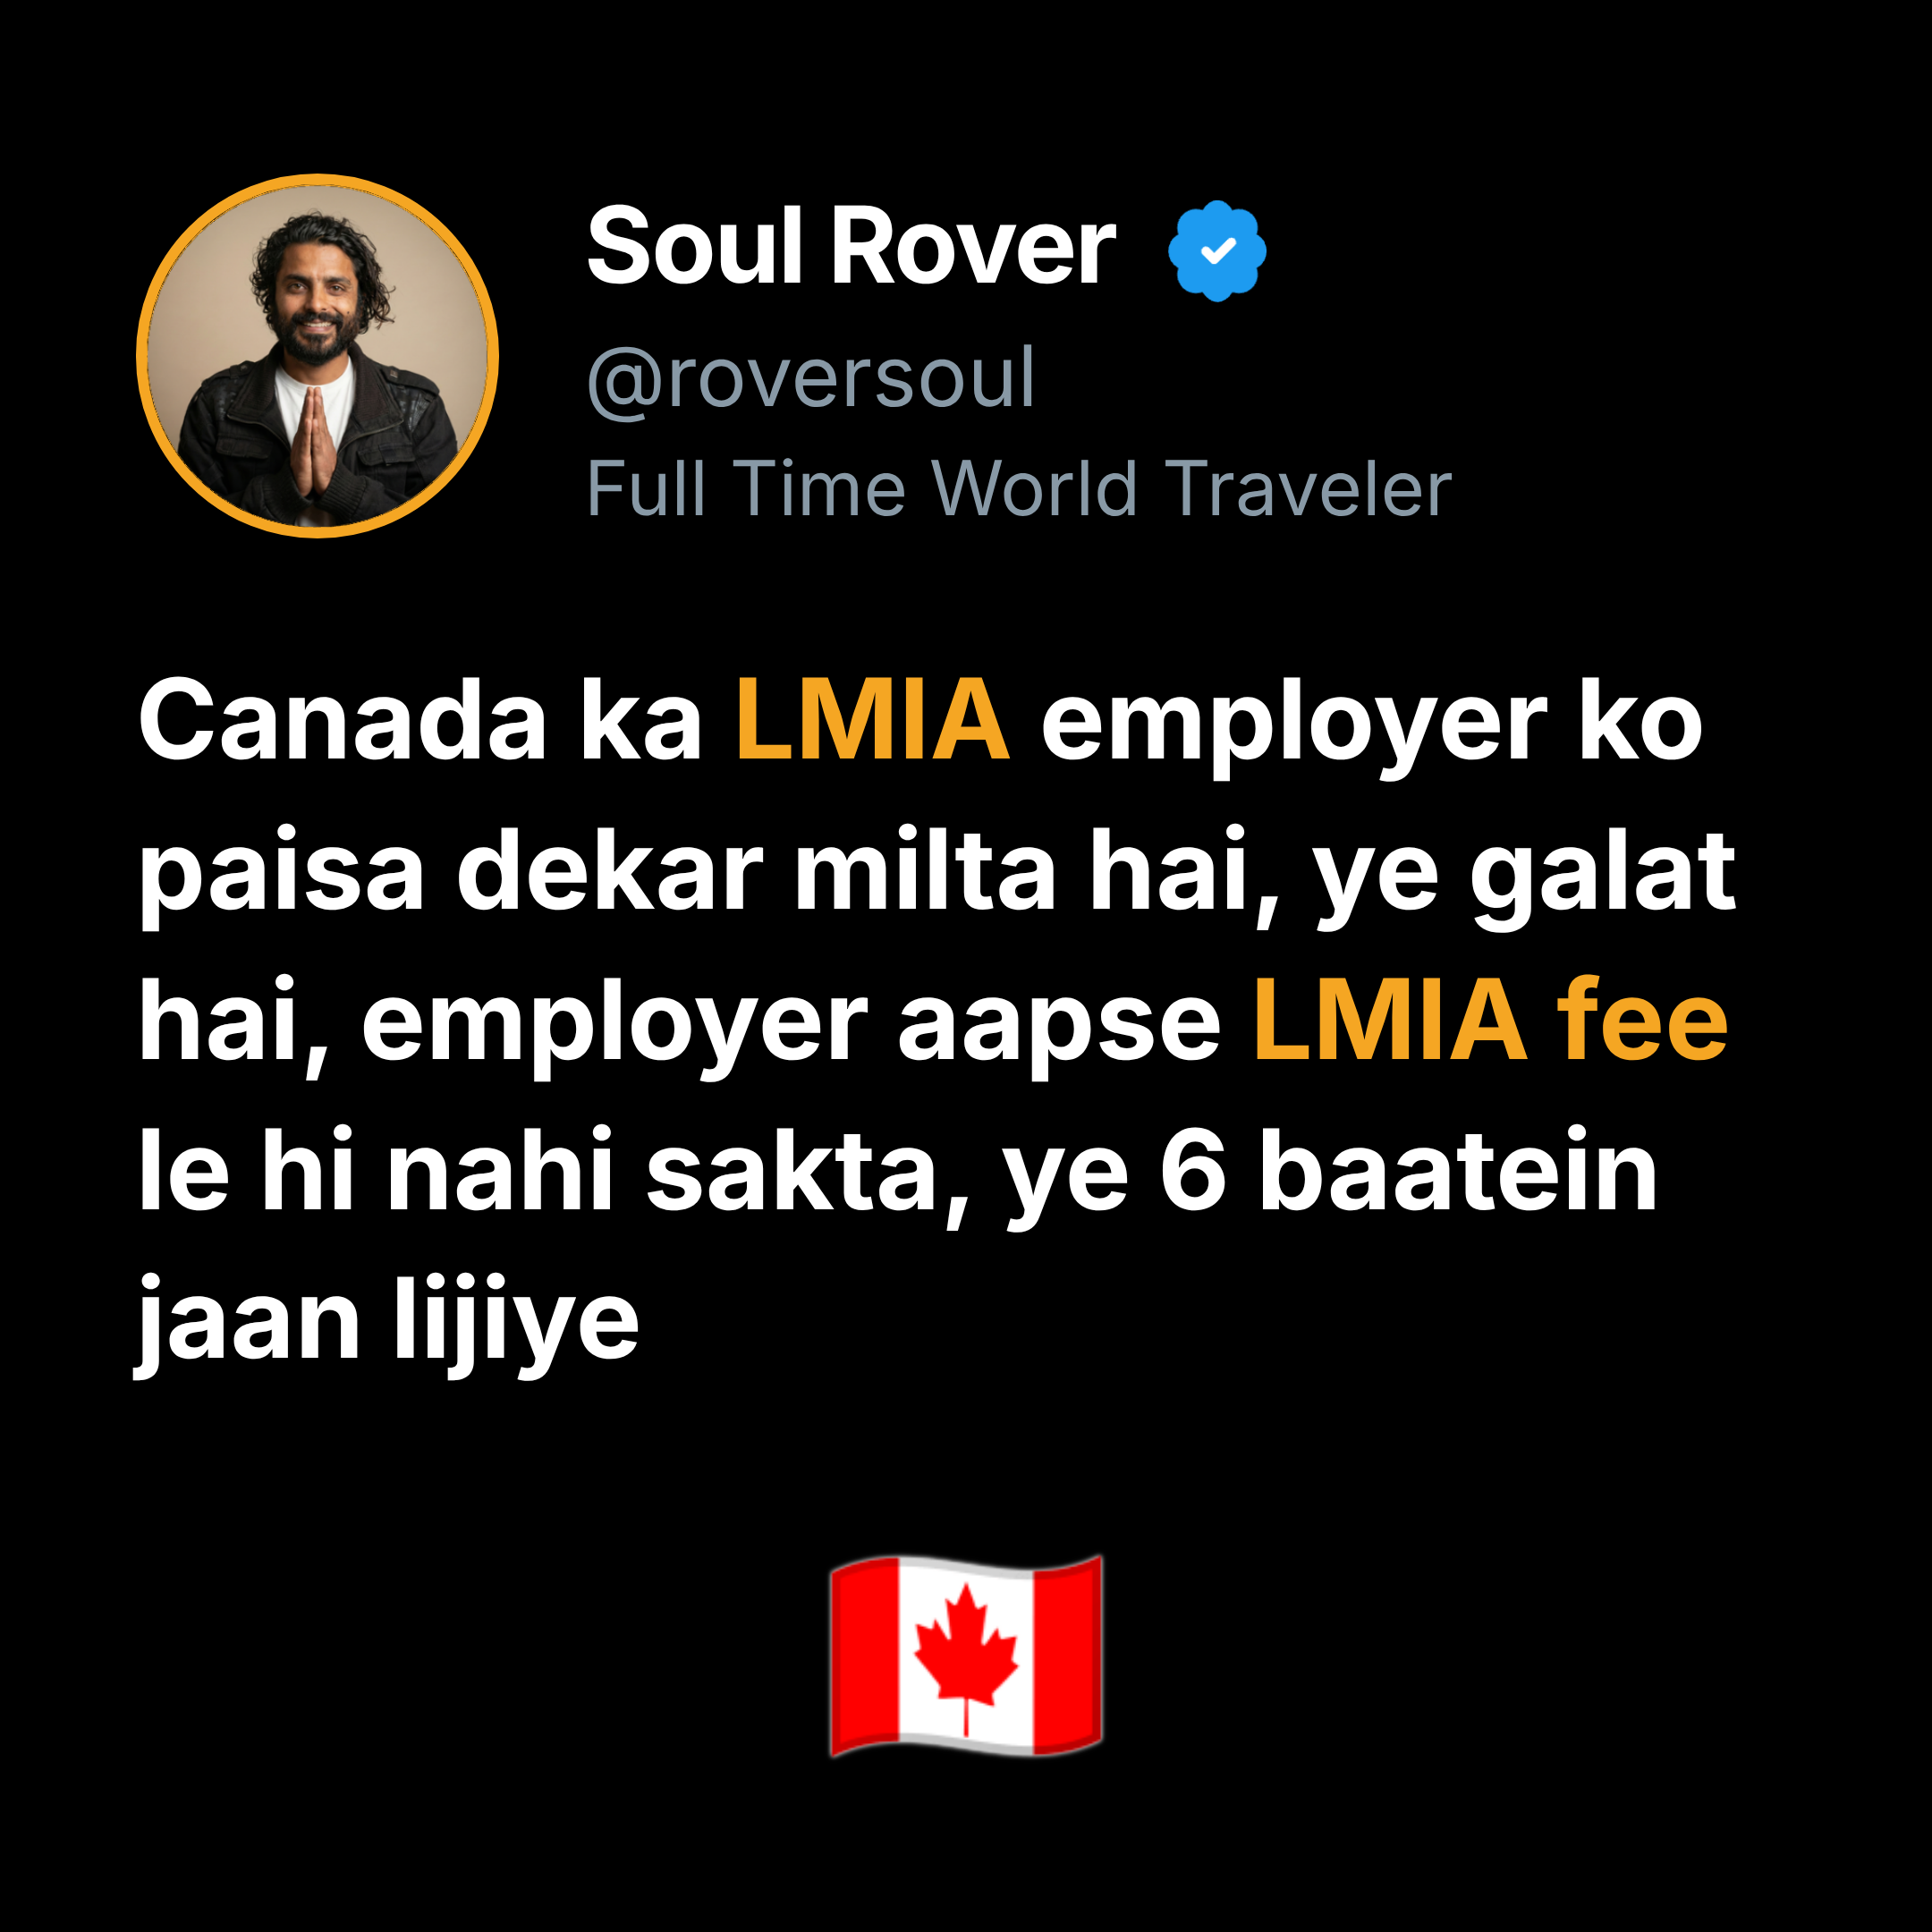 Soul Rover
@roversoul
Full Time World Traveler
Canada ka LMIA employer ko
paisa dekar milta hai, ye galat
hai, employer aapse LMIA fee
le hi nahi sakta, ye 6 baatein
jaan lijiye